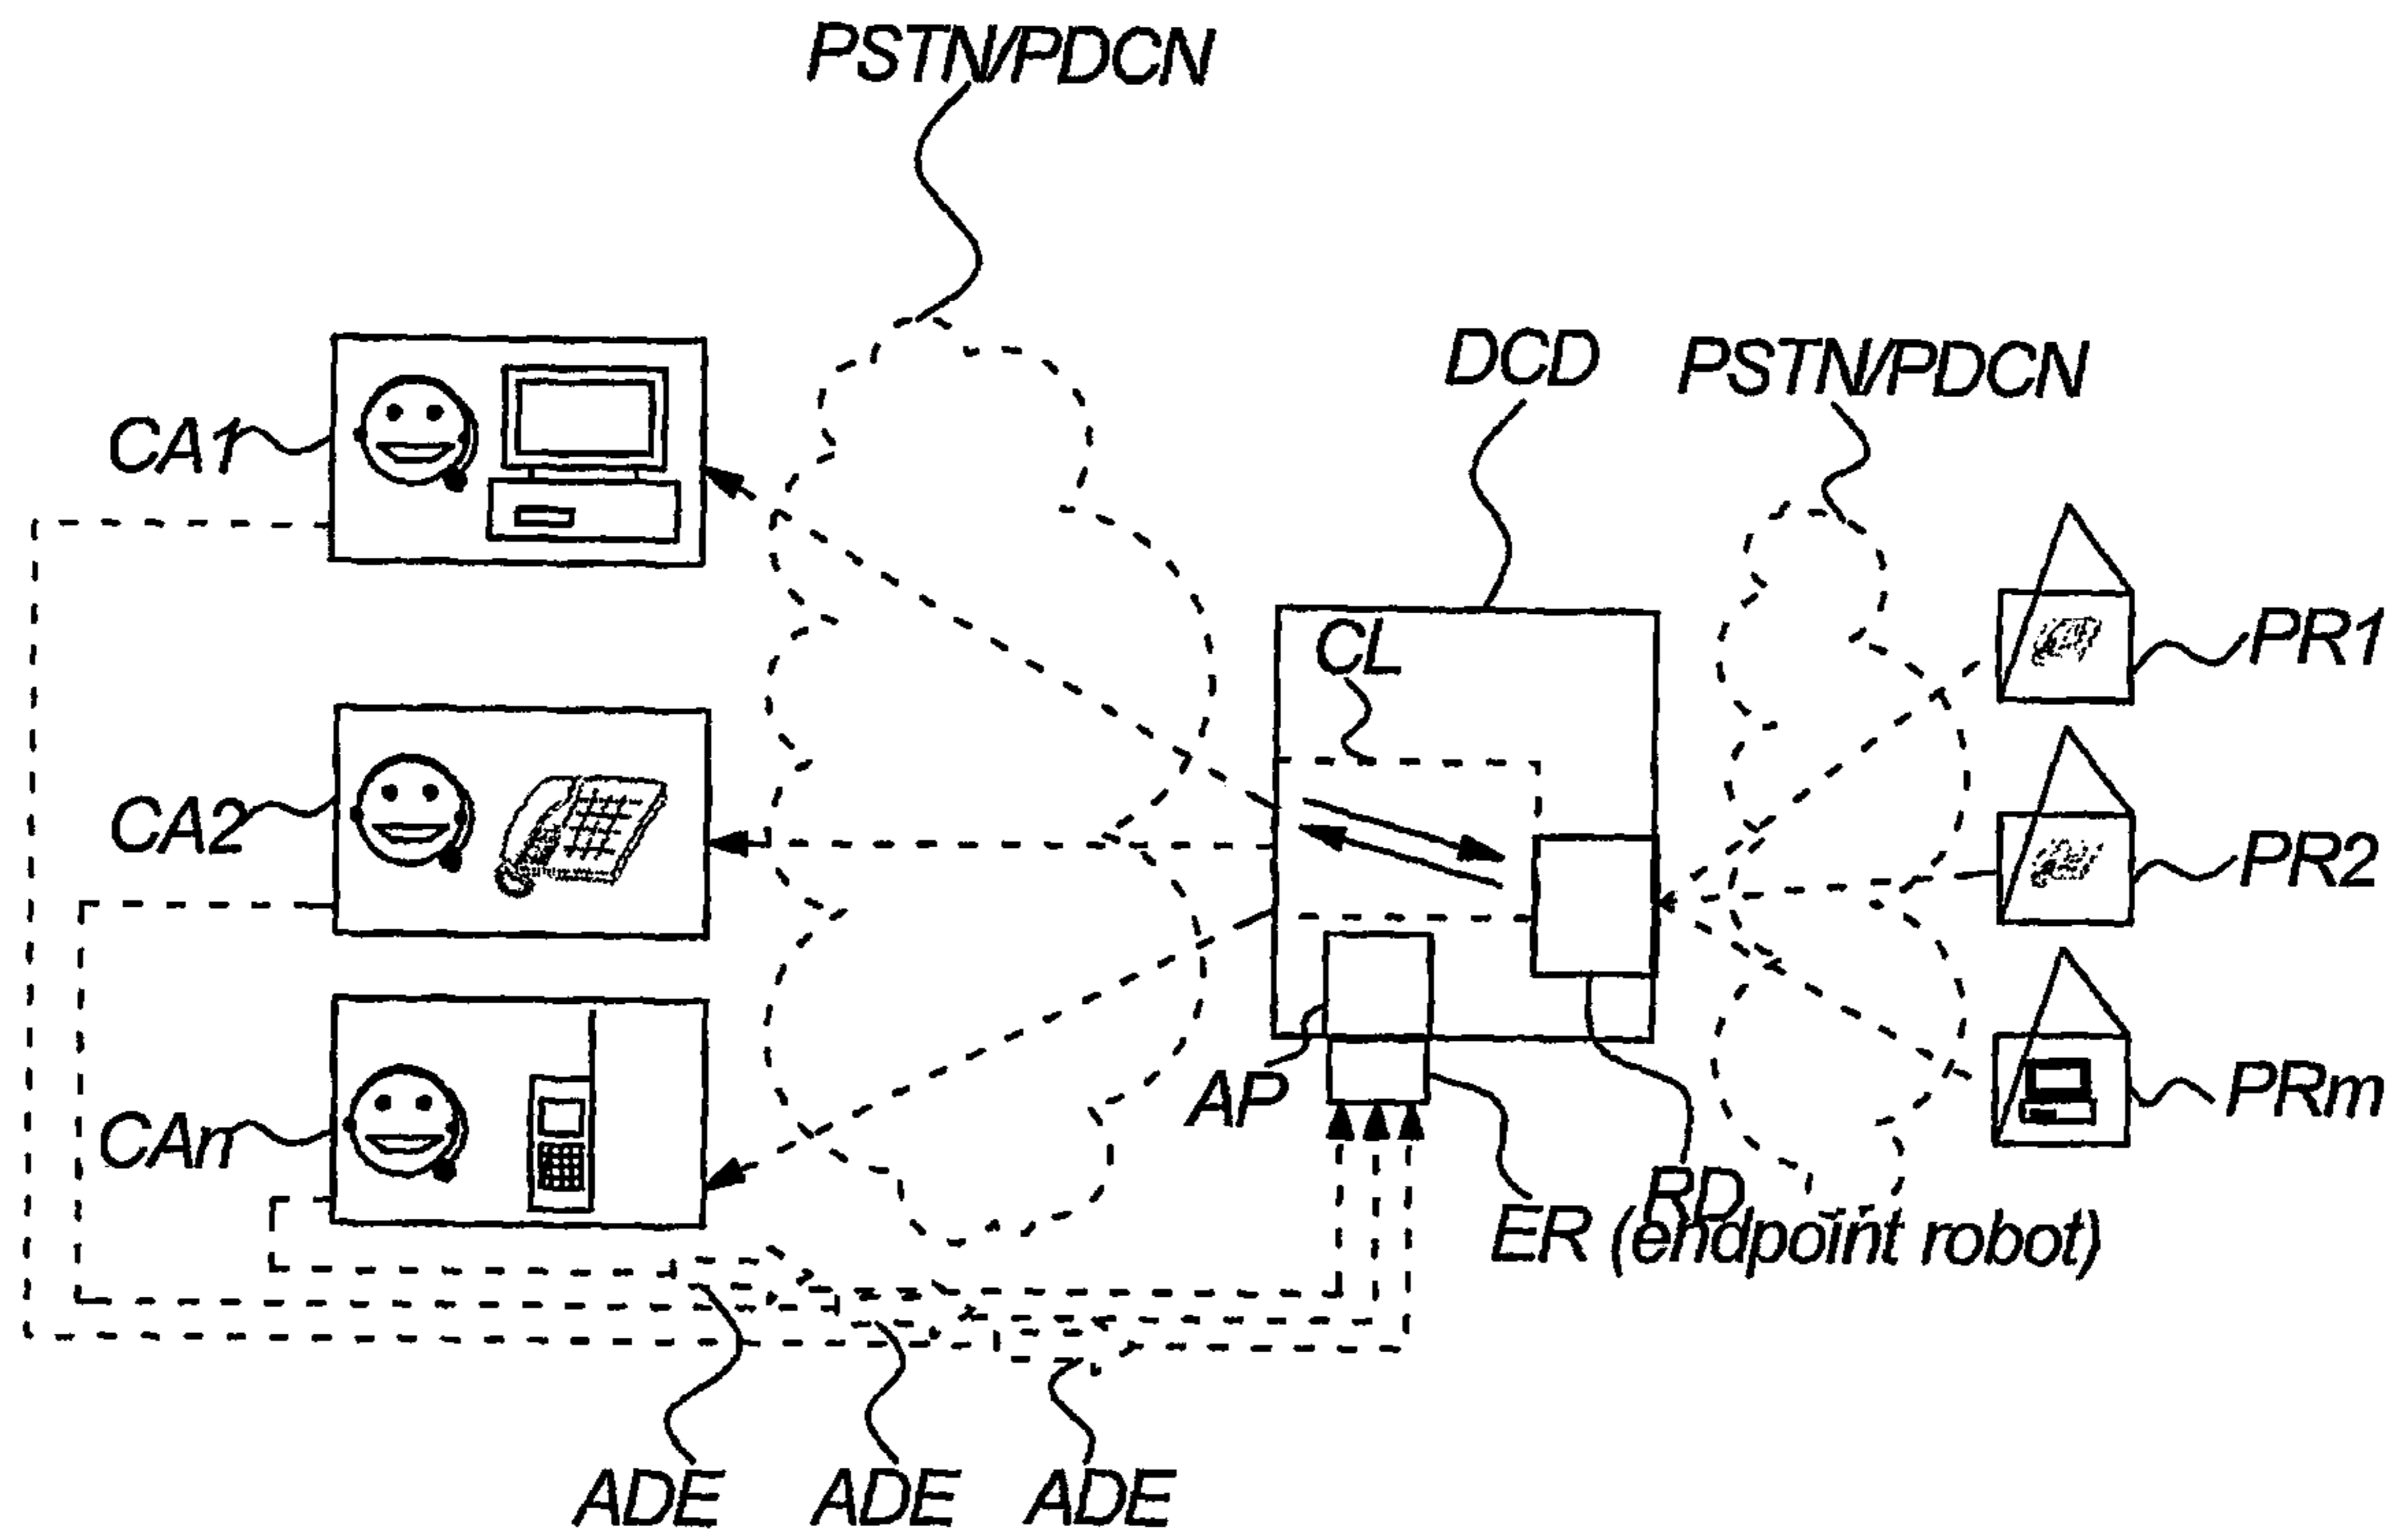 PSTN/PDCN
DCD
PSTN/PDCN
CA1
CL
PR1
CA2
PR2
AP
PRm
CAn
RD
ER (endpoint robot)
ADE
ADE
ADE